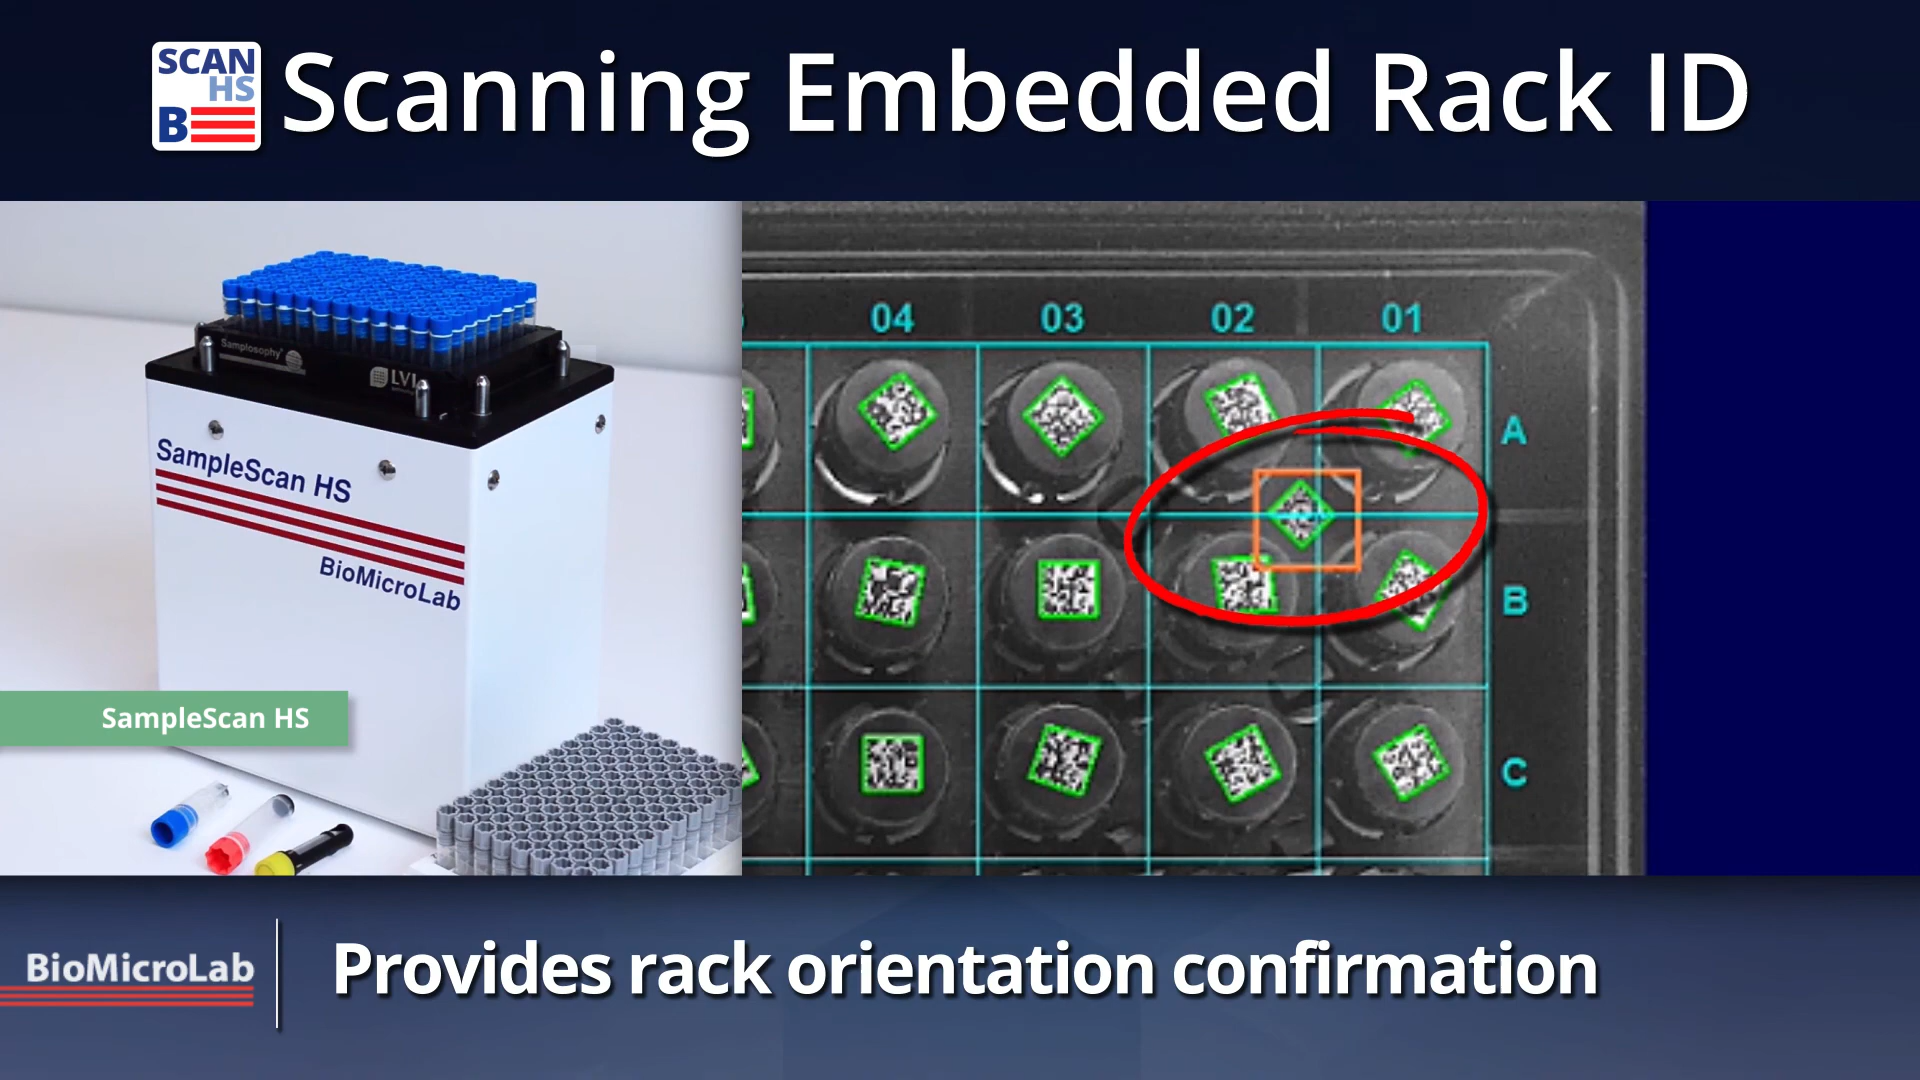 SCAN
HS
B
Scanning Embedded Rack ID
04 03 02 01
A
B
C
Samplosophy
LVL
SampleScan HS
BioMicroLab
SampleScan HS
BioMicroLab
Provides rack orientation confirmation